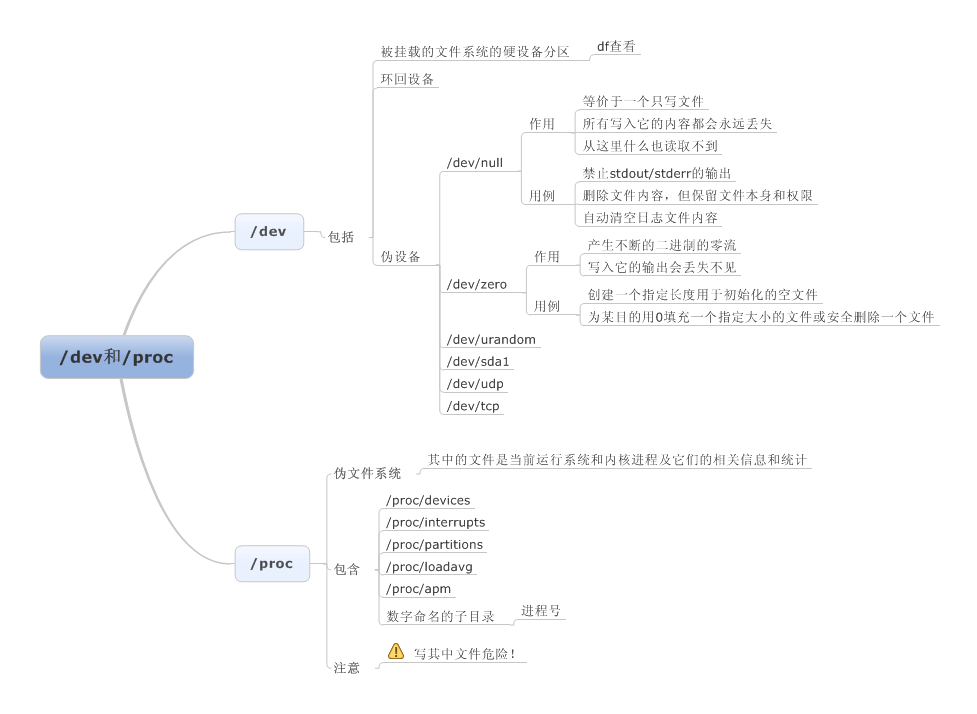 /dev和/proc
/dev
包括
被挂载的文件系统的硬设备分区
df查看
环回设备
伪设备
/dev/null
作用
等价于一个只写文件
所有写入它的内容都会永远丢失
从这里什么也读取不到
用例
禁止stdout/stderr的输出
删除文件内容，但保留文件本身和权限
自动清空日志文件内容
/dev/zero
作用
产生不断的二进制的零流
写入它的输出会丢失不见
用例
创建一个指定长度用于初始化的空文件
为某目的用0填充一个指定大小的文件或安全删除一个文件
/dev/urandom
/dev/sda1
/dev/udp
/dev/tcp
/proc
伪文件系统
其中的文件是当前运行系统和内核进程及它们的相关信息和统计
包含
/proc/devices
/proc/interrupts
/proc/partitions
/proc/loadavg
/proc/apm
数字命名的子目录
进程号
注意
写其中文件危险！